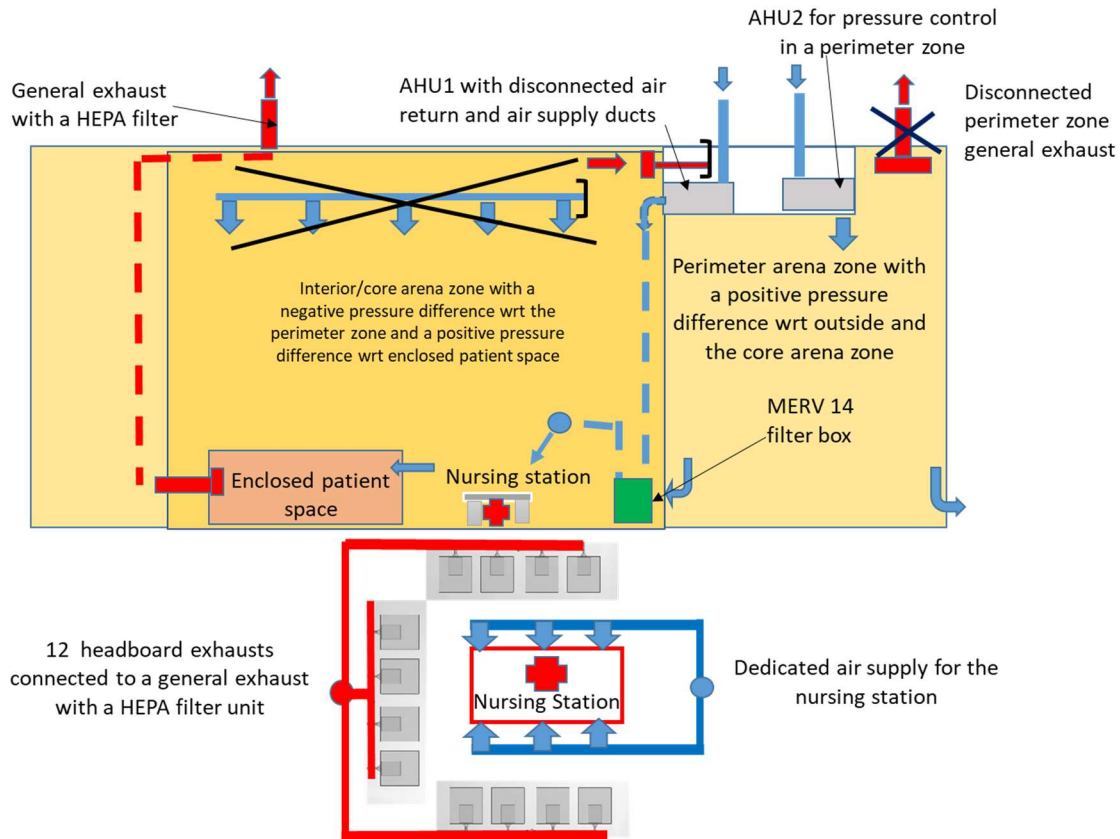 AHU2 for pressure control
in a perimeter zone
General exhaust
with a HEPA filter
AHU1 with disconnected air
return and air supply ducts
Disconnected
perimeter zone
general exhaust
Interior/core arena zone with a
negative pressure difference wrt the
perimeter zone and a positive pressure
difference wrt enclosed patient space
Perimeter arena zone with
a positive pressure
difference wrt outside and
the core arena zone
MERV 14
filter box
Enclosed patient
space
Nursing station
12 headboard exhausts
connected to a general exhaust
with a HEPA filter unit
Nursing Station
Dedicated air supply for the
nursing station